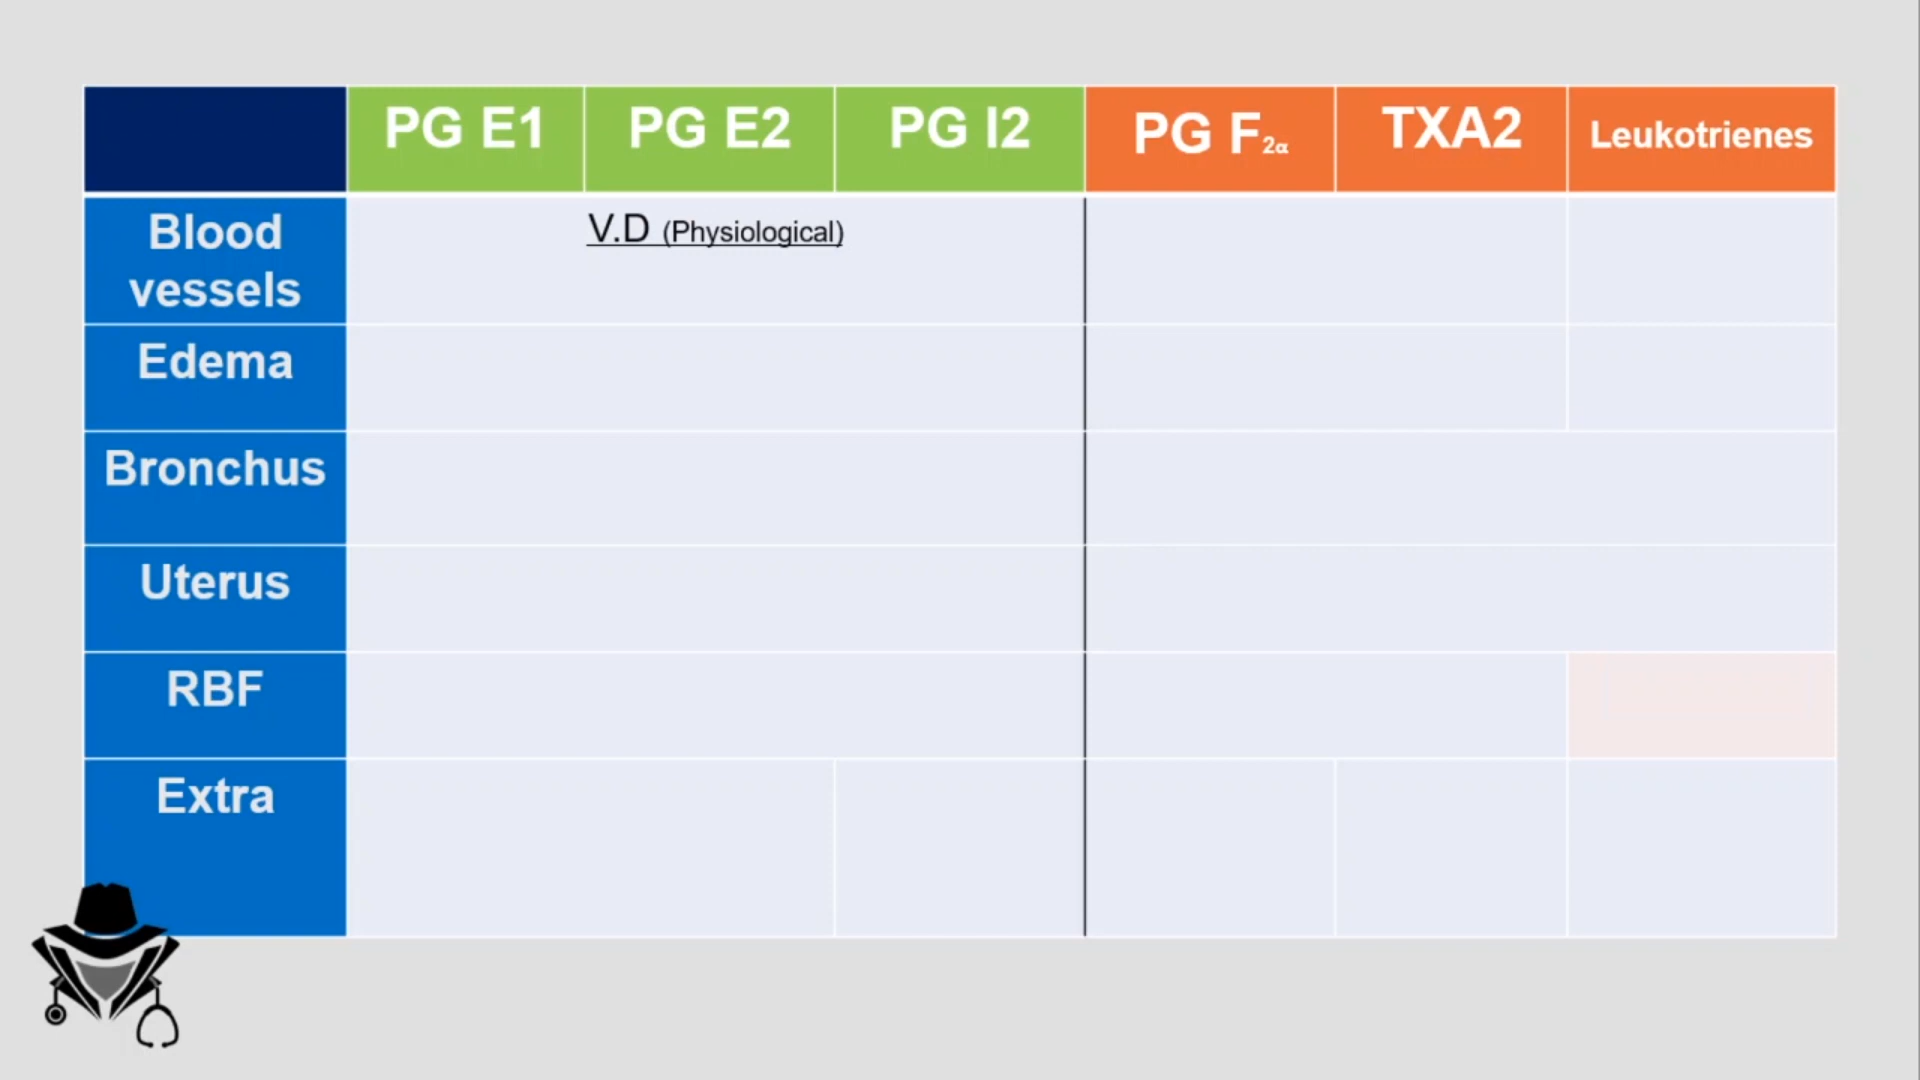 PG E1 PG E2 PG I2 PG F2α TXA2 Leukotrienes
Blood
vessels
V.D (Physiological)
Edema
Bronchus
Uterus
RBF
Extra